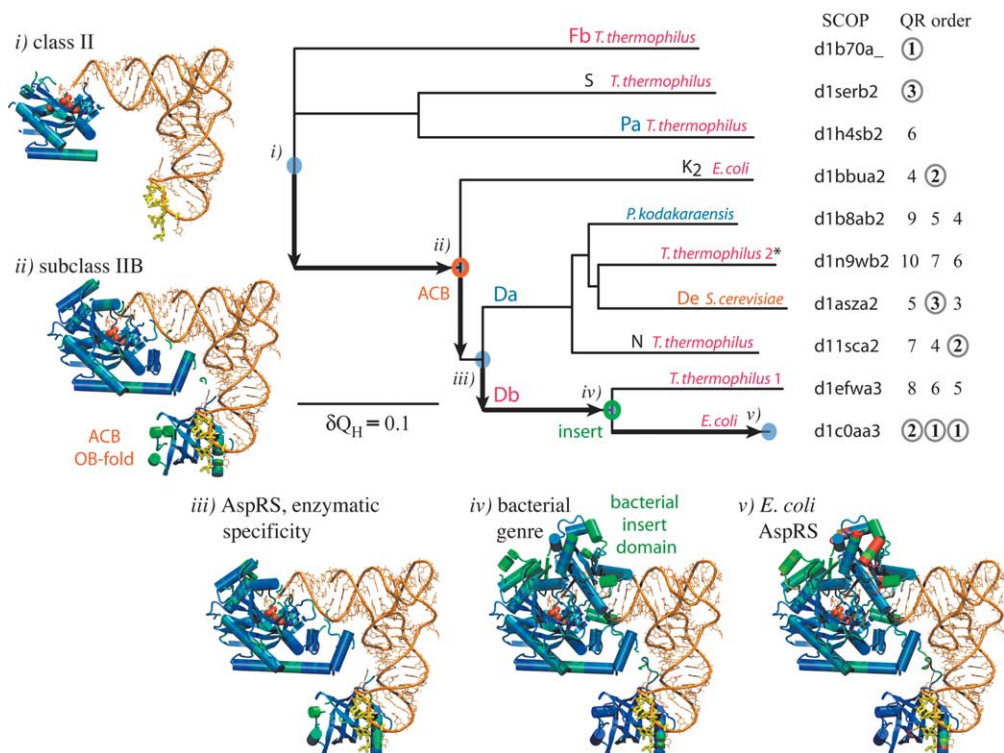 i) class II
ii) subclass IIB
ACB
OB-fold
SCOP QR order
Fb T.thermophilus d1b70a_ 1
S T.thermophilus d1serb2 3
Pa T.thermophilus d1h4sb2 6
i)
K2 E.coli d1bbua2 4 2
P.kodakaraensis d1b8ab2 9 5 4
ii)
T.thermophilus 2* d1n9wb2 10 7 6
ACB
Da
De S.cerevisiae d1asza2 5 3 3
N T.thermophilus d11sca2 7 4 2
iii)
T.thermophilus 1 d1efwa3 8 6 5
Db
iv)
insert
E.coli v) d1c0aa3 2 1 1
δQH = 0.1
iii) AspRS, enzymatic
specificity
iv) bacterial
genre
bacterial
insert
domain
v) E. coli
AspRS